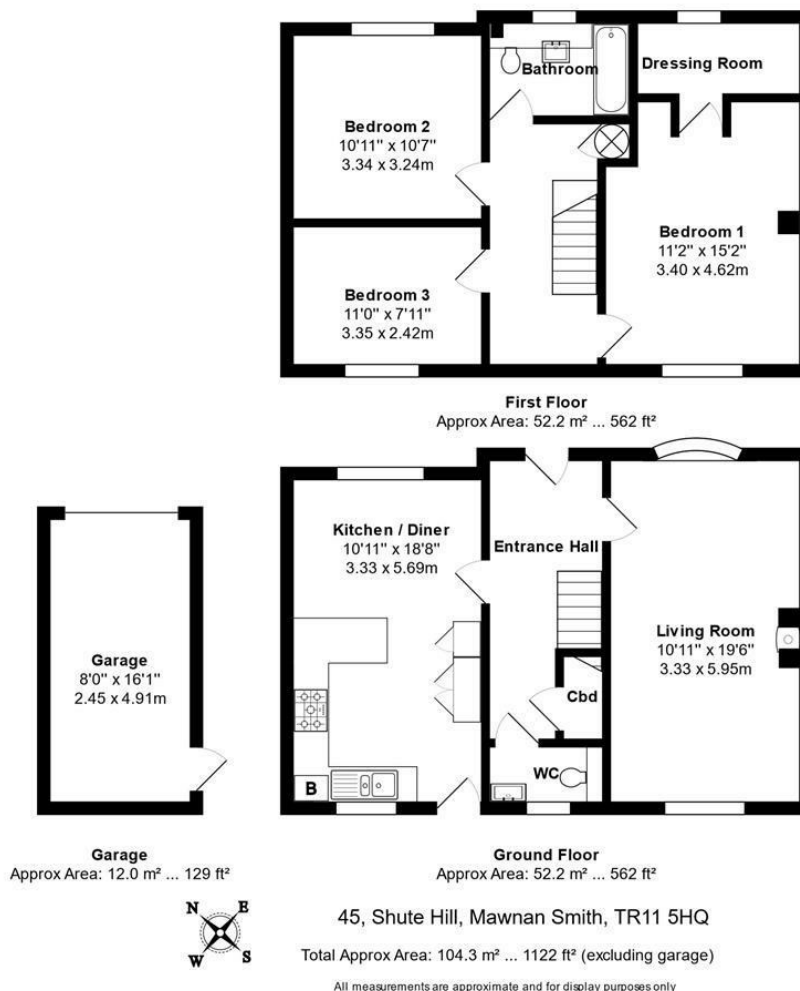 Bathroom
Dressing Room
Bedroom 2
10'11" x 10'7"
3.34 x 3.24m
Bedroom 1
11'2" x 15'2"
3.40 x 4.62m
Bedroom 3
11'0" x 7'11"
3.35 x 2.42m
First Floor
Approx Area: 52.2 m² ... 562 ft²
Kitchen / Diner
10'11" x 18'8"
3.33 x 5.69m
Entrance Hall
Living Room
10'11" x 19'6"
3.33 x 5.95m
Garage
8'0" x 16'1"
2.45 x 4.91m
Cbd
WC
B
Garage
Approx Area: 12.0 m² ... 129 ft²
Ground Floor
Approx Area: 52.2 m² ... 562 ft²
N E
W S
45, Shute Hill, Mawnan Smith, TR11 5HQ
Total Approx Area: 104.3 m² ... 1122 ft² (excluding garage)
All measurements are approximate and for display purposes only